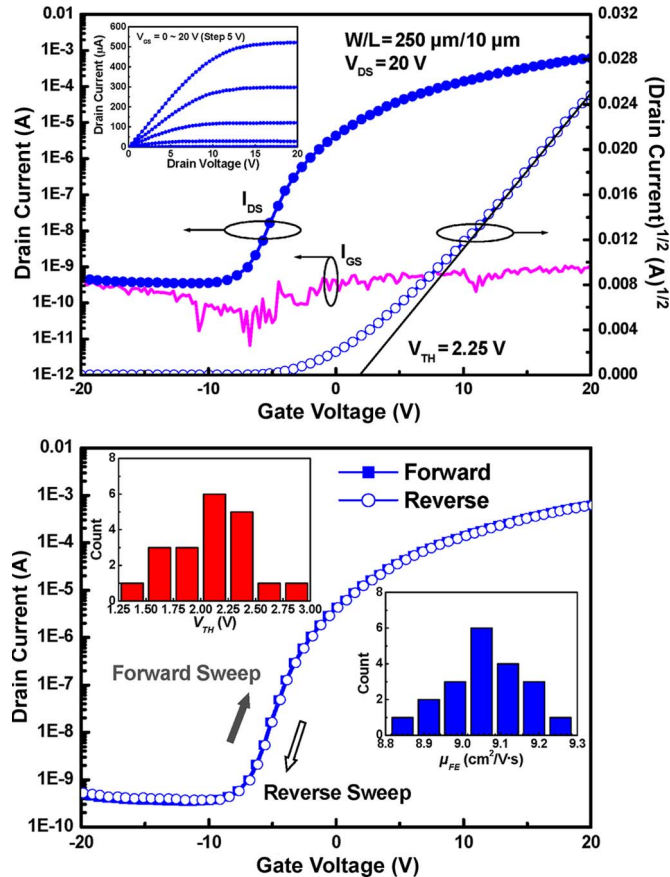 V_GS = 0 ~ 20 V (Step 5 V)
W/L= 250 µm/10 µm
V_DS = 20 V
Drain Current (µA)
600
500
400
300
200
100
0
0 5 10 15 20
Drain Voltage (V)
0.01
1E-3
1E-4
1E-5
1E-6
1E-7
1E-8
1E-9
1E-10
1E-11
1E-12
Drain Current (A)
I_DS
I_GS
V_TH = 2.25 V
0.032
0.028
0.024
0.020
0.016
0.012
0.008
0.004
0.000
(Drain Current)^1/2 (A)^1/2
-20 -10 0 10 20
Gate Voltage (V)
0.01
1E-3
1E-4
1E-5
1E-6
1E-7
1E-8
1E-9
1E-10
Drain Current (A)
Forward
Reverse
8
6
4
2
Count
1.25 1.50 1.75 2.00 2.25 2.50 2.75 3.00
V_TH (V)
Forward Sweep
Reverse Sweep
8
6
4
2
0
Count
8.8 8.9 9.0 9.1 9.2 9.3
µ_FE (cm²/V·s)
-20 -10 0 10 20
Gate Voltage (V)